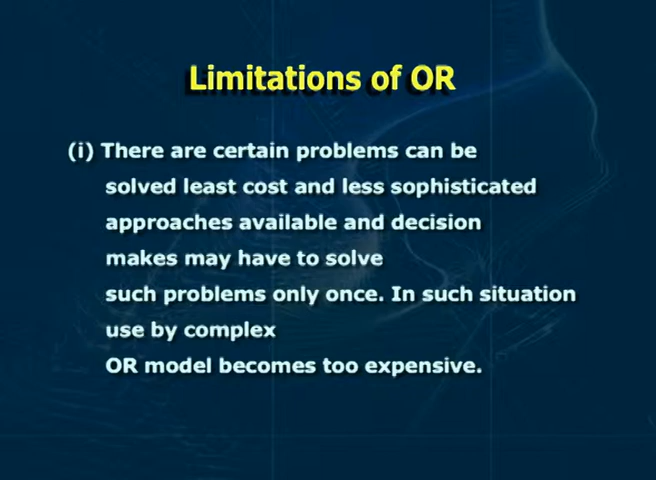 Limitations of OR
(i) There are certain problems can be
solved least cost and less sophisticated
approaches available and decision
makes may have to solve
such problems only once. In such situation
use by complex
OR model becomes too expensive.